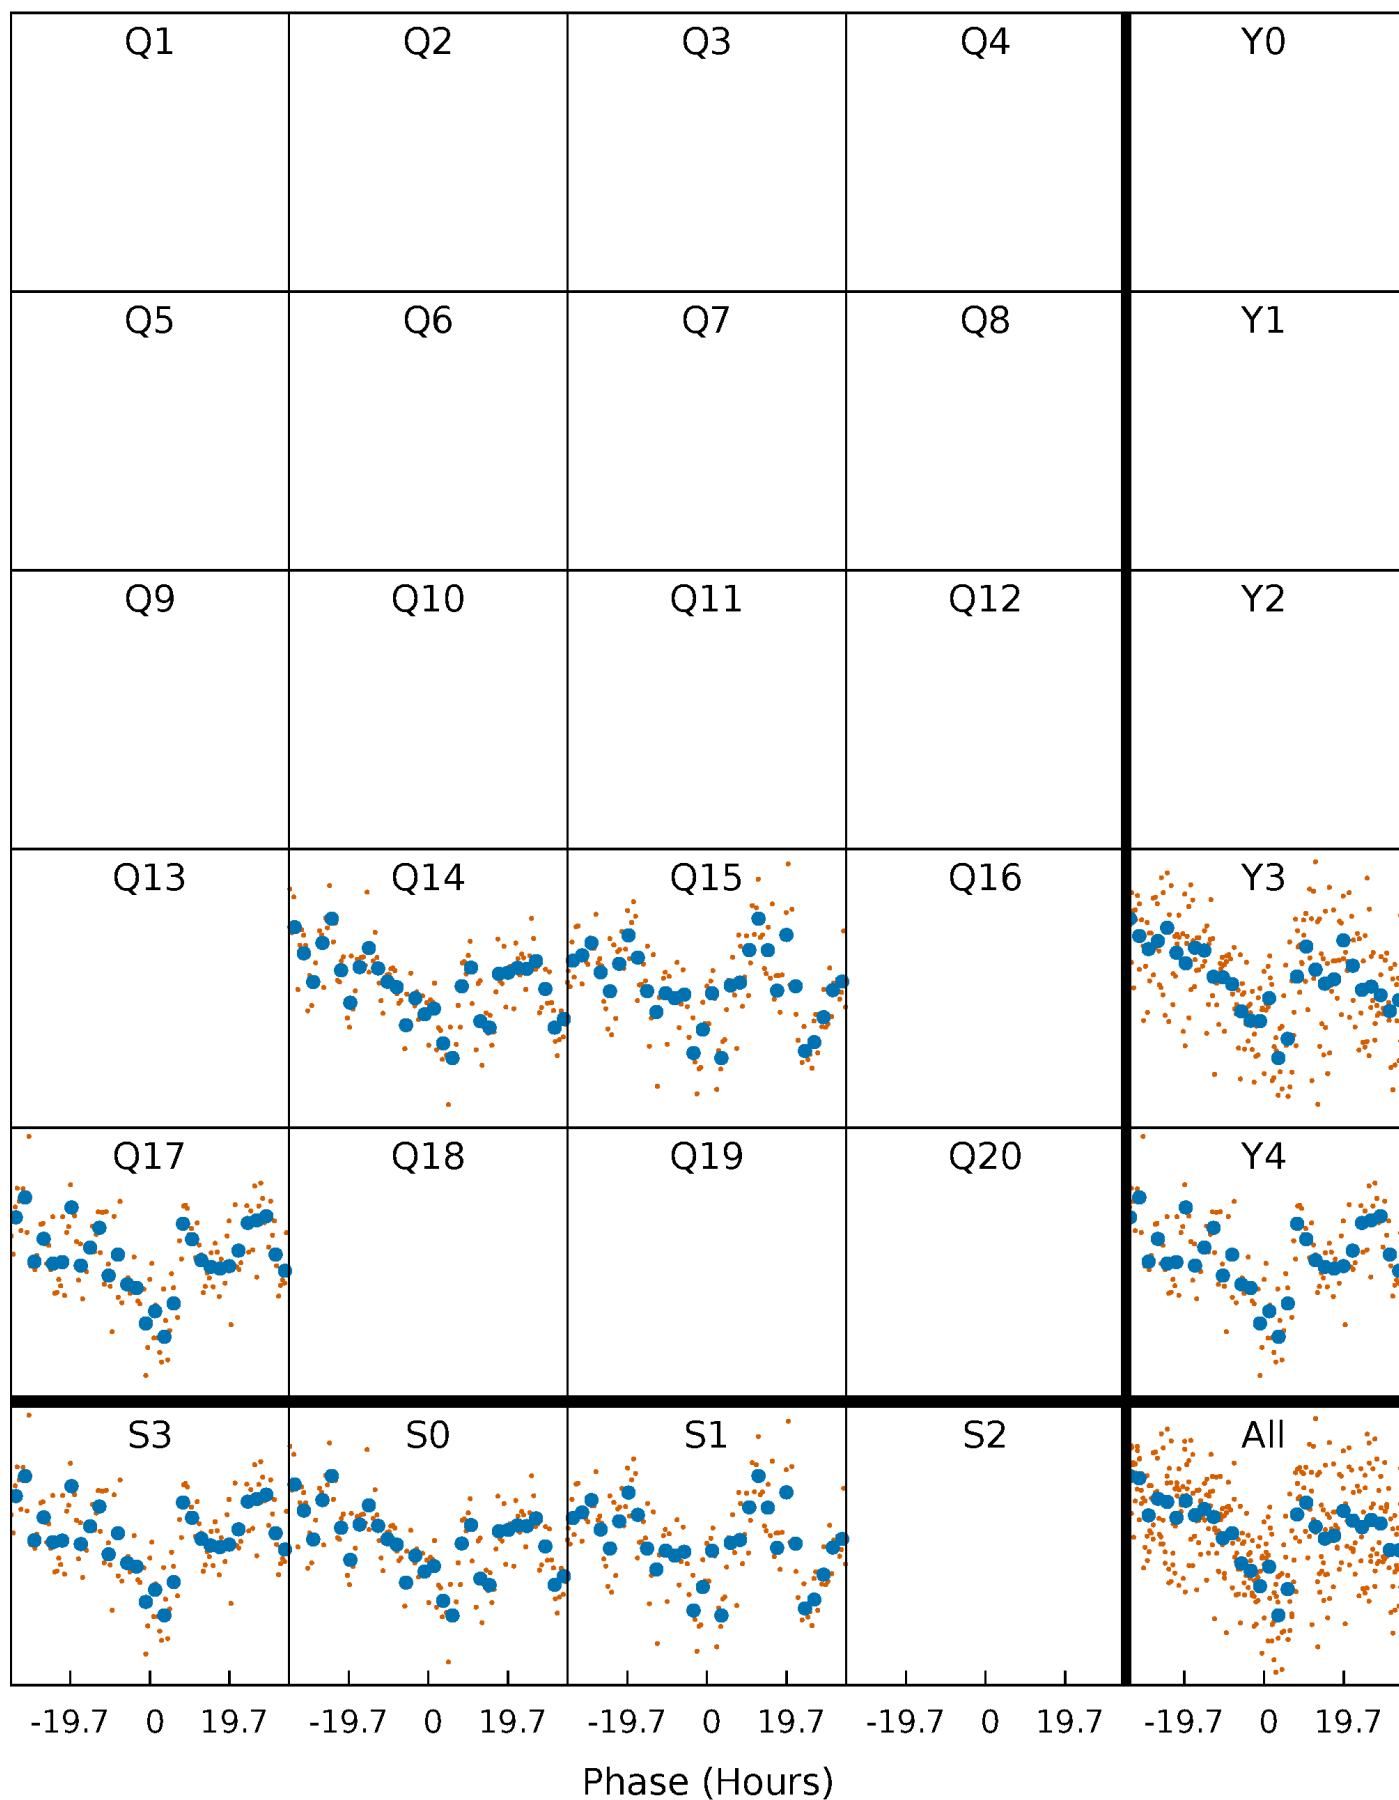 Q1 Q2 Q3 Q4 Y0
Q5 Q6 Q7 Q8 Y1
Q9 Q10 Q11 Q12 Y2
Q13 Q14 Q15 Q16 Y3
Q17 Q18 Q19 Q20 Y4
S3 S0 S1 S2 All
-19.7 0 19.7 -19.7 0 19.7 -19.7 0 19.7 -19.7 0 19.7 -19.7 0 19.7
Phase (Hours)